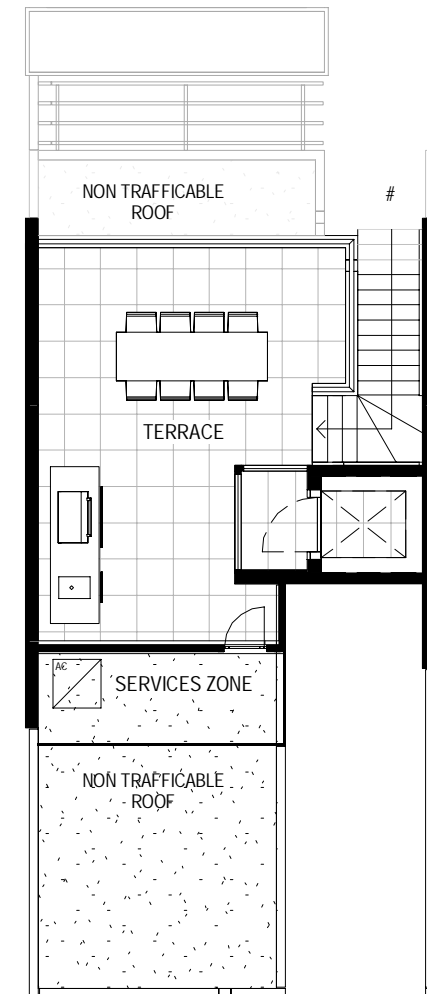 NON TRAFFICABLE
ROOF
#
TERRACE
AC
SERVICES ZONE
NON TRAFFICABLE
ROOF